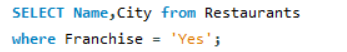 SELECT Name,City from Restaurants
where Franchise = 'Yes';